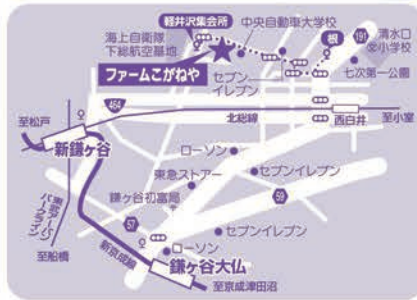 軽井沢集会所
海上自衛隊
下総航空基地
中央自動車大学校
根
191
清水口
小学校
七次第一公園
ファームこがねや
セブン
イレブン
464
至松戸
北総線
西白井
至小室
新鎌ヶ谷
ローソン
東急ストアー
セブンイレブン
59
鎌ヶ谷初富局
東武アーバン
パークライン
57
セブンイレブン
至船橋
新京成線
ローソン
鎌ヶ谷大仏
至京成津田沼